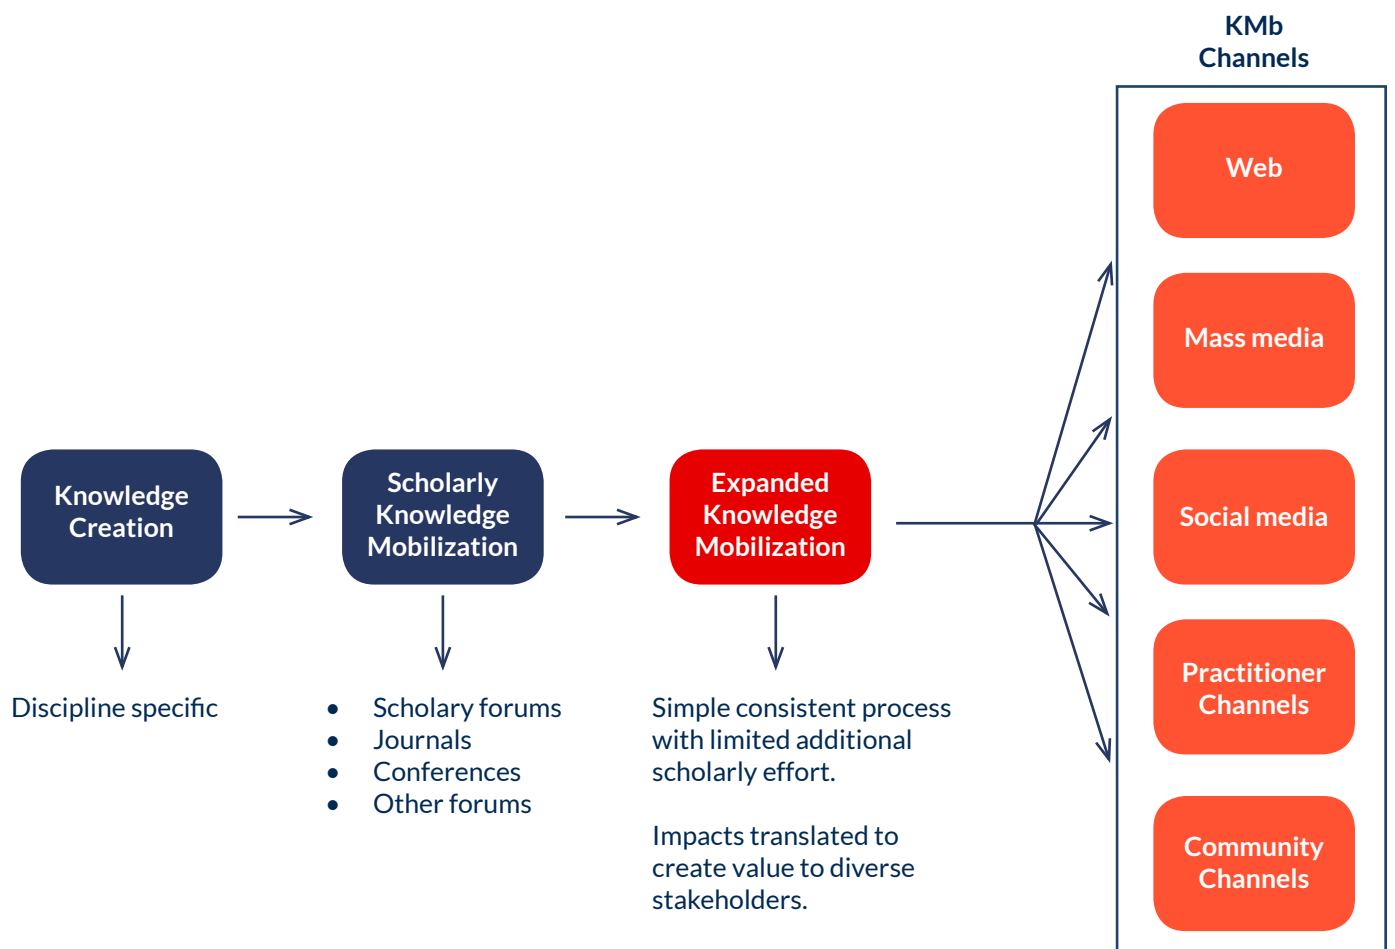 KMb
Channels
Web
Mass media
Social media
Practitioner
Channels
Community
Channels
Knowledge
Creation
Scholarly
Knowledge
Mobilization
Expanded
Knowledge
Mobilization
Discipline specific
• Scholary forums
• Journals
• Conferences
• Other forums
Simple consistent process
with limited additional
scholarly effort.
Impacts translated to
create value to diverse
stakeholders.